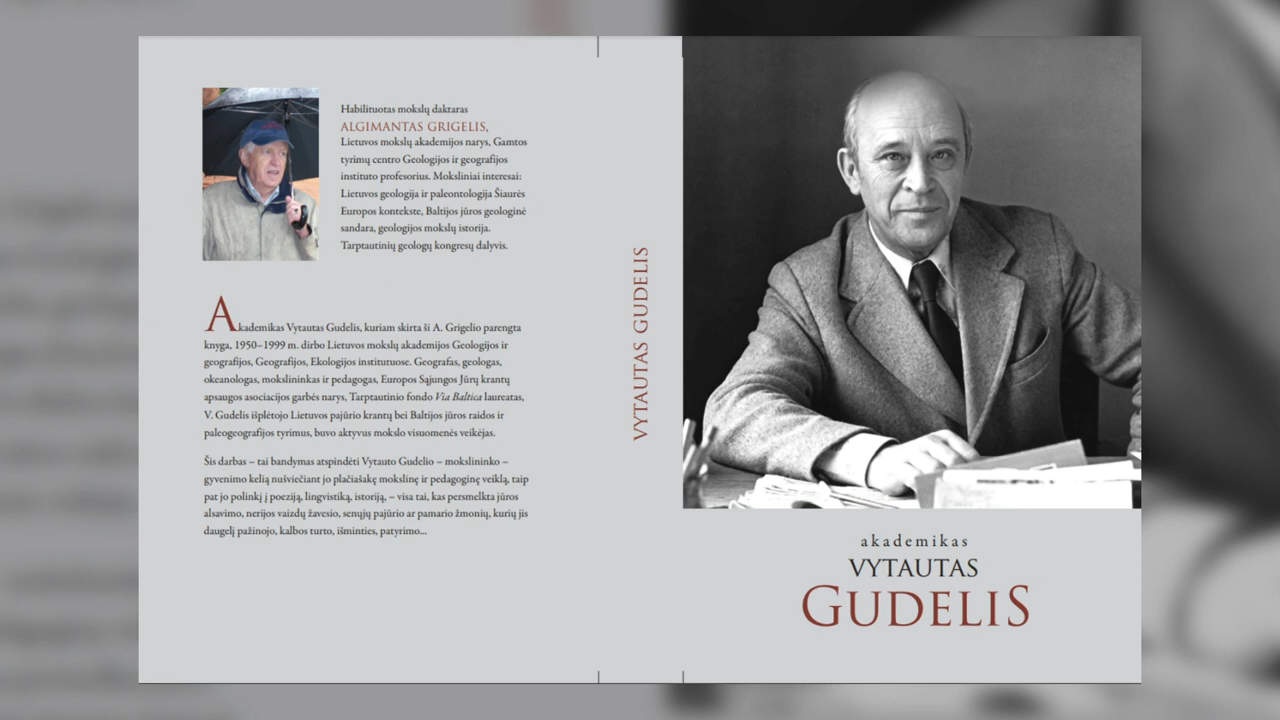 Habilituotas mokslų daktaras
ALGIMANTAS GRIGELIS,
Lietuvos mokslų akademijos narys, Gamtos
tyrimų centro Geologijos ir geografijos
instituto profesorius. Moksliniai interesai:
Lietuvos geologija ir paleontologija Šiaurės
Europos kontekste, Baltijos jūros geologinė
sandara, geologijos mokslų istorija.
Tarptautinių geologų kongresų dalyvis.
Akademikas Vytautas Gudelis, kuriam skirta ši A. Grigelio parengta
knyga, 1950–1999 m. dirbo Lietuvos mokslų akademijos Geologijos ir
geografijos, Geografijos, Ekologijos institutuose. Geografas, geologas,
okeanologas, mokslininkas ir pedagogas, Europos Sąjungos Jūrų krantų
apsaugos asociacijos garbės narys, Tarptautinio fondo Via Baltica laureatas,
V. Gudelis išplėtojo Lietuvos pajūrio krantų bei Baltijos jūros raidos ir
paleogeografijos tyrimus, buvo aktyvus mokslo visuomenės veikėjas.
Šis darbas – tai bandymas atspindėti Vytauto Gudelio – mokslininko –
gyvenimo kelią nušviečiant jo plačiašakę mokslinę ir pedagoginę veiklą, taip
pat jo polinkį į poeziją, lingvistiką, istoriją, – visa tai, kas persmelkta jūros
alsavimo, nerijos vaizdų žavesio, senųjų pajūrio ar pamario žmonių, kurių jis
daugelį pažinojo, kalbos turto, išminties, patyrimo...
VYTAUTAS GUDELIS
akademikas
VYTAUTAS
GUDELIS